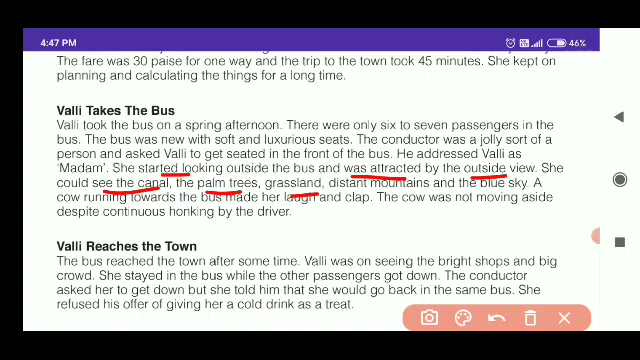 4:47 PM
46%
The fare was 30 paise for one way and the trip to the town took 45 minutes. She kept on
planning and calculating the things for a long time.
Valli Takes The Bus
Valli took the bus on a spring afternoon. There were only six to seven passengers in the
bus. The bus was new with soft and luxurious seats. The conductor was a jolly sort of a
person and asked Valli to get seated in the front of the bus. He addressed Valli as
'Madam'. She started looking outside the bus and was attracted by the outside view. She
could see the canal, the palm trees, grassland, distant mountains and the blue sky. A
cow running towards the bus made her laugh and clap. The cow was not moving aside
despite continuous honking by the driver.
Valli Reaches the Town
The bus reached the town after some time. Valli was on seeing the bright shops and big
crowd. She stayed in the bus while the other passengers got down. The conductor
asked her to get down but she told him that she would go back in the same bus. She
refused his offer of giving her a cold drink as a treat.